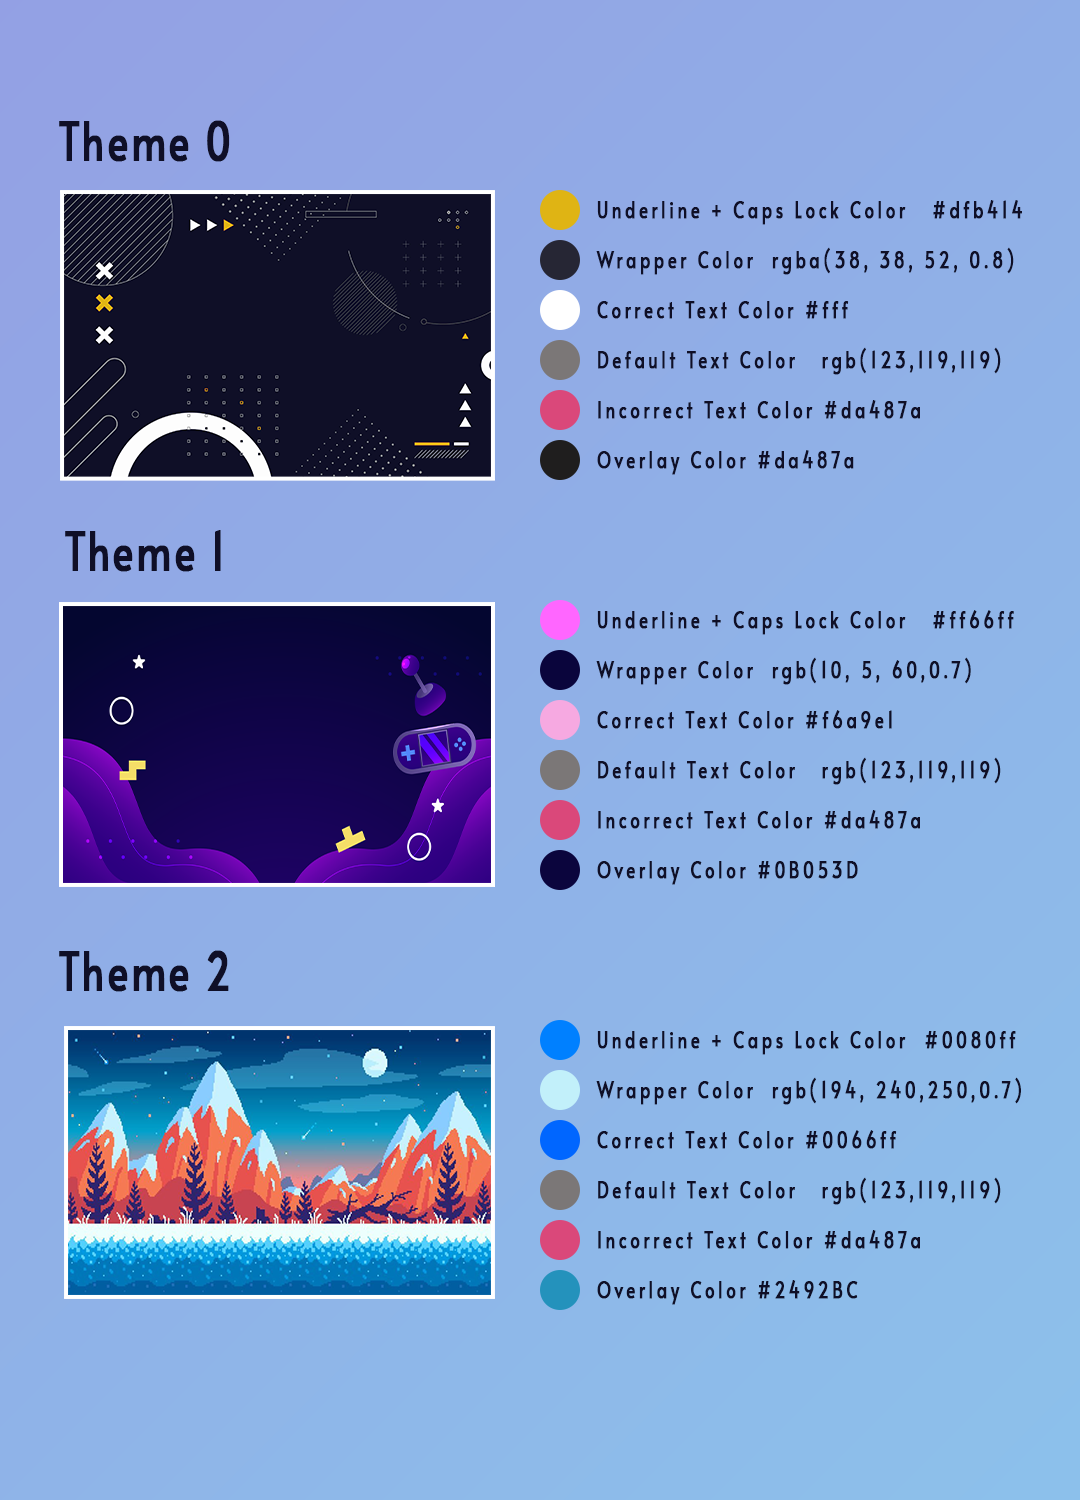 Theme 0
Underline + Caps Lock Color #dfb414
Wrapper Color rgba(38, 38, 52, 0.8)
Correct Text Color #fff
Default Text Color rgb(123,119,119)
Incorrect Text Color #da487a
Overlay Color #da487a
Theme 1
Underline + Caps Lock Color #ff66ff
Wrapper Color rgb(10, 5, 60,0.7)
Correct Text Color #f6a9e1
Default Text Color rgb(123,119,119)
Incorrect Text Color #da487a
Overlay Color #0B053D
Theme 2
Underline + Caps Lock Color #0080ff
Wrapper Color rgb(194, 240,250,0.7)
Correct Text Color #0066ff
Default Text Color rgb(123,119,119)
Incorrect Text Color #da487a
Overlay Color #2492BC